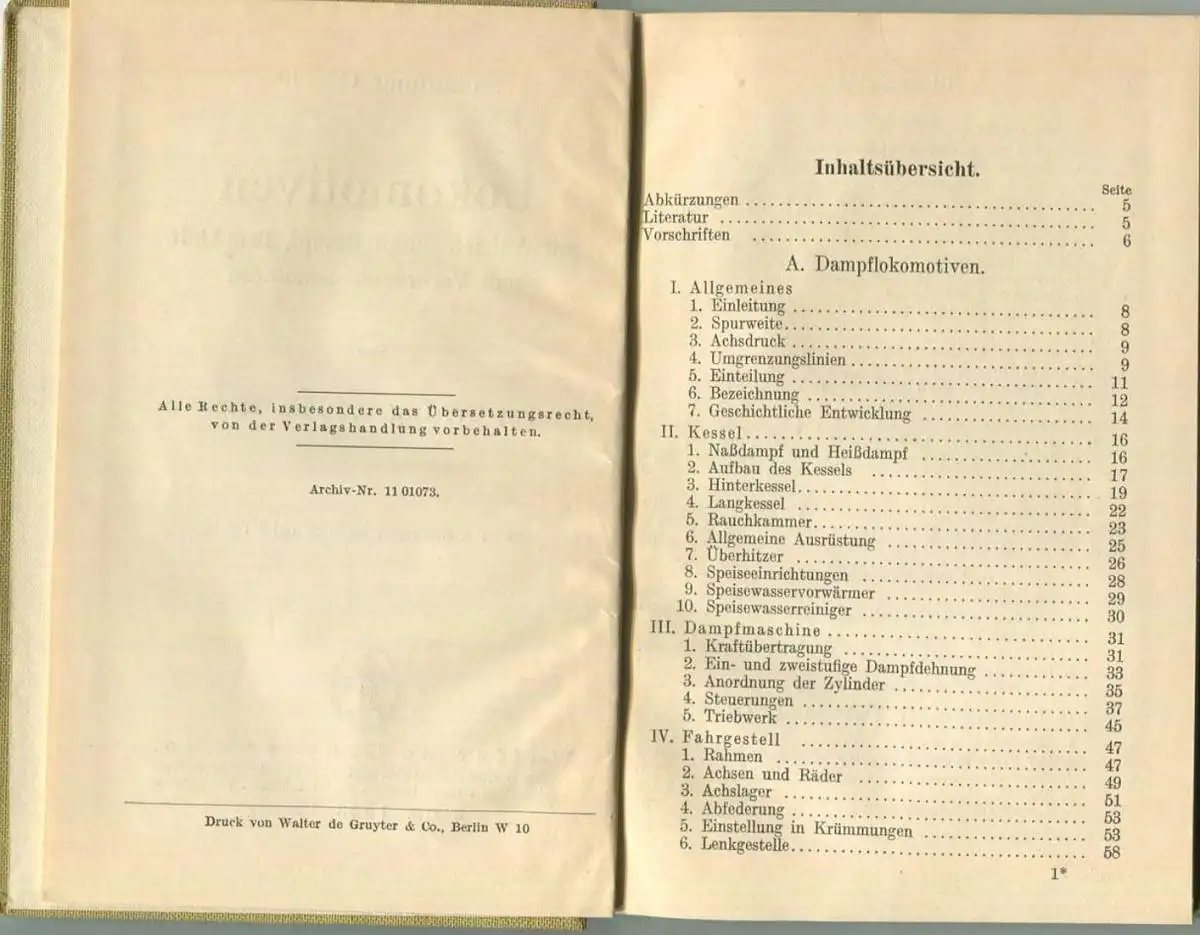 Alle Rechte, insbesondere das Übersetzungsrecht,
von der Verlagshandlung vorbehalten.
Archiv-Nr. 11 01073.
Druck von Walter de Gruyter & Co., Berlin W 10
Inhaltsübersicht.
Seite
Abkürzungen ........ 5
Literatur ........ 5
Vorschriften ........ 6
A. Dampflokomotiven.
I. Allgemeines
1. Einleitung ........ 8
2. Spurweite ........ 8
3. Achsdruck ........ 9
4. Umgrenzungslinien ........ 9
5. Einteilung ........ 11
6. Bezeichnung ........ 12
7. Geschichtliche Entwicklung ........ 14
II. Kessel ........ 16
1. Naßdampf und Heißdampf ........ 16
2. Aufbau des Kessels ........ 17
3. Hinterkessel ........ 19
4. Langkessel ........ 22
5. Rauchkammer ........ 23
6. Allgemeine Ausrüstung ........ 25
7. Überhitzer ........ 26
8. Speiseeinrichtungen ........ 28
9. Speisewasservorwärmer ........ 29
10. Speisewasserreiniger ........ 30
III. Dampfmaschine ........ 31
1. Kraftübertragung ........ 31
2. Ein- und zweistufige Dampfdehnung ........ 33
3. Anordnung der Zylinder ........ 35
4. Steuerungen ........ 37
5. Triebwerk ........ 45
IV. Fahrgestell ........ 47
1. Rahmen ........ 47
2. Achsen und Räder ........ 49
3. Achslager ........ 51
4. Abfederung ........ 53
5. Einstellung in Krümmungen ........ 53
6. Lenkgestelle ........ 58
1*